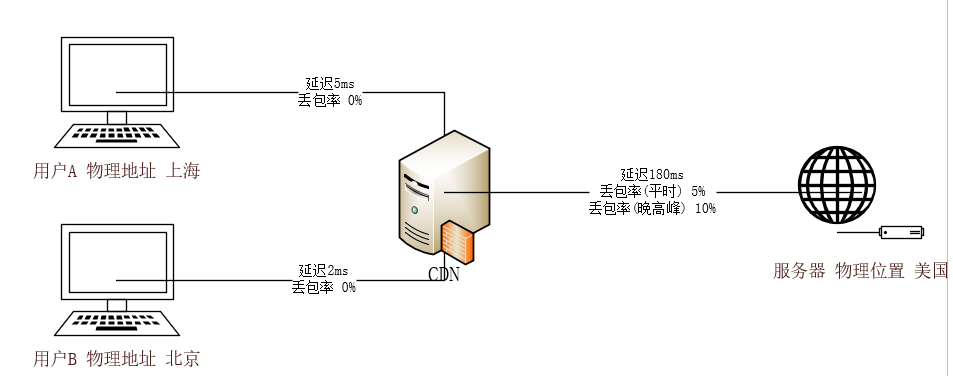 延迟5ms
丢包率 0%
用户A 物理地址 上海
延迟180ms
丢包率(平时) 5%
丢包率(晚高峰) 10%
CDN
服务器 物理位置 美国
延迟2ms
丢包率 0%
用户B 物理地址 北京